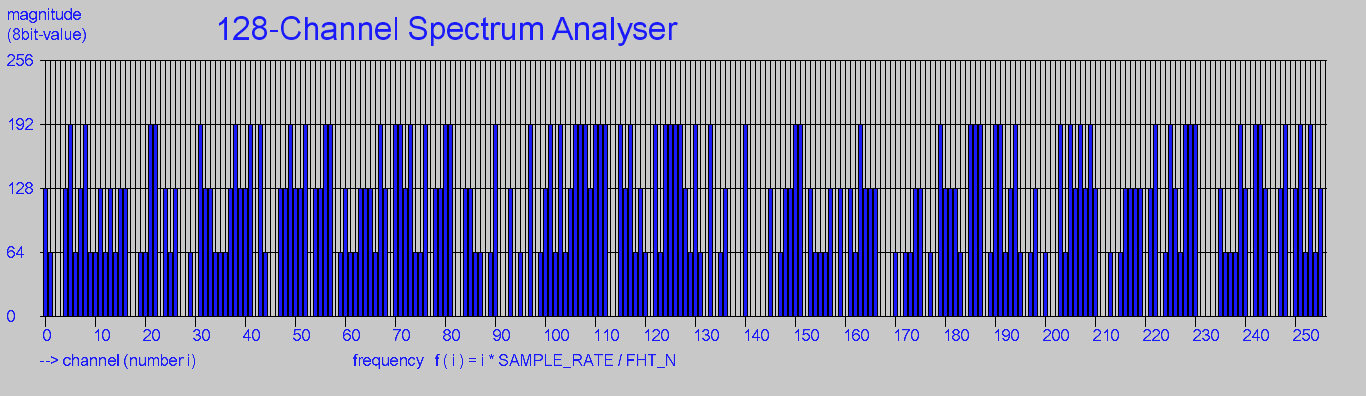 magnitude
(8bit-value)
128-Channel Spectrum Analyser
256
192
128
64
0
0 10 20 30 40 50 60 70 80 90 100 110 120 130 140 150 160 170 180 190 200 210 220 230 240 250
--> channel (number i)
frequency f ( i ) = i * SAMPLE_RATE / FHT_N